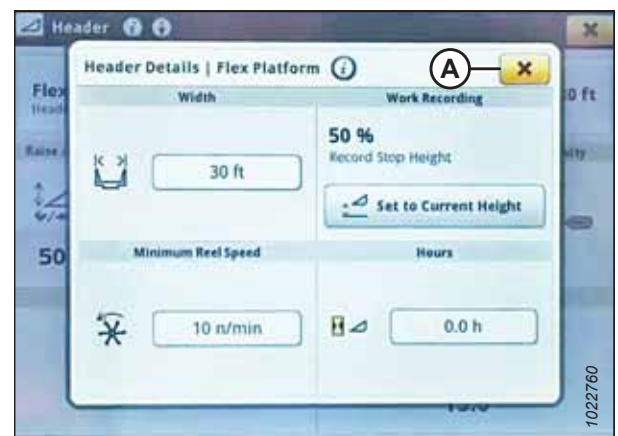 Header
Header Details | Flex Platform
A
Width
Work Recording
Flex
0 ft
50 %
Record Stop Height
30 ft
Set to Current Height
50
Minimum Reel Speed
Hours
10 n/min
0.0 h
1022760